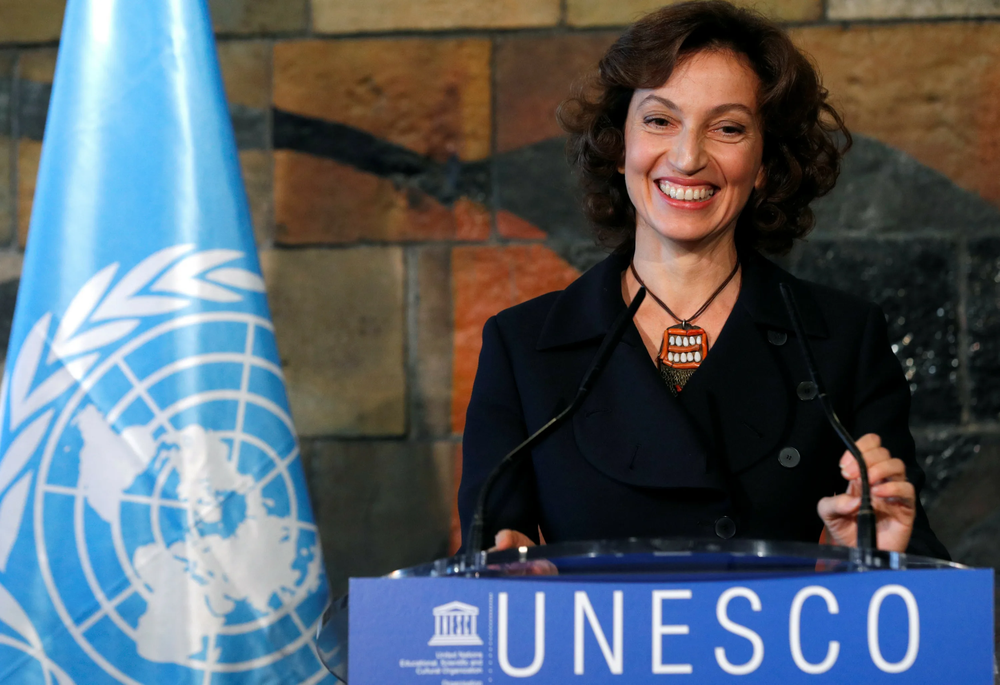 UNESCO
United Nations
Educational, Scientific and
Cultural Organization